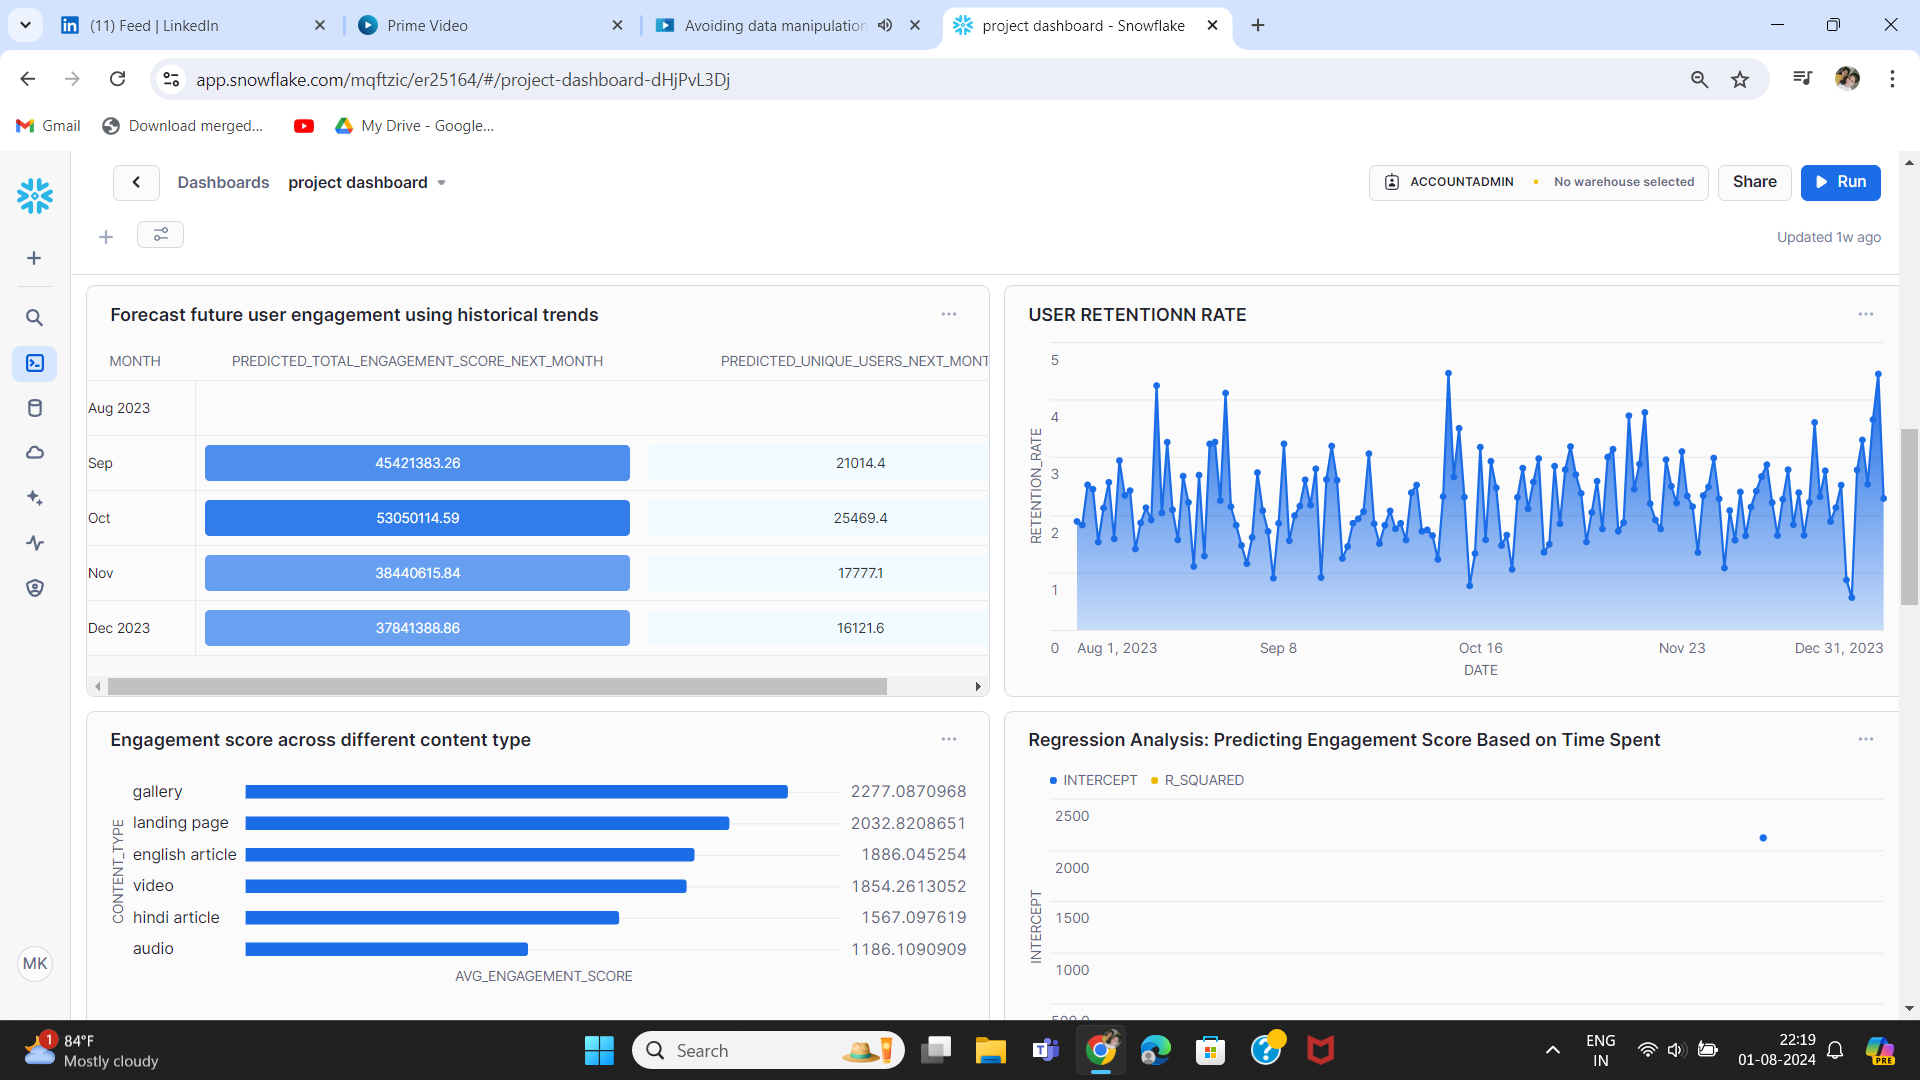 (11) Feed | LinkedIn
Prime Video
Avoiding data manipulation
project dashboard - Snowflake
app.snowflake.com/mqftzic/er25164/#/project-dashboard-dHjPvL3Dj
Gmail
Download merged...
My Drive - Google...
Dashboards
project dashboard
ACCOUNTADMIN
No warehouse selected
Share
Run
Updated 1w ago
Forecast future user engagement using historical trends
MONTH PREDICTED_TOTAL_ENGAGEMENT_SCORE_NEXT_MONTH PREDICTED_UNIQUE_USERS_NEXT_MONT
Aug 2023
Sep 45421383.26 21014.4
Oct 53050114.59 25469.4
Nov 38440615.84 17777.1
Dec 2023 37841388.86 16121.6
USER RETENTIONN RATE
RETENTION_RATE
5
4
3
2
1
0
Aug 1, 2023 Sep 8 Oct 16 Nov 23 Dec 31, 2023
DATE
Engagement score across different content type
CONTENT_TYPE
gallery 2277.0870968
landing page 2032.8208651
english article 1886.045254
video 1854.2613052
hindi article 1567.097619
audio 1186.1090909
AVG_ENGAGEMENT_SCORE
Regression Analysis: Predicting Engagement Score Based on Time Spent
INTERCEPT R_SQUARED
INTERCEPT
2500
2000
1500
1000
500.0
MK
1
84°F
Mostly cloudy
Search
ENG
IN
22:19
01-08-2024
PRE